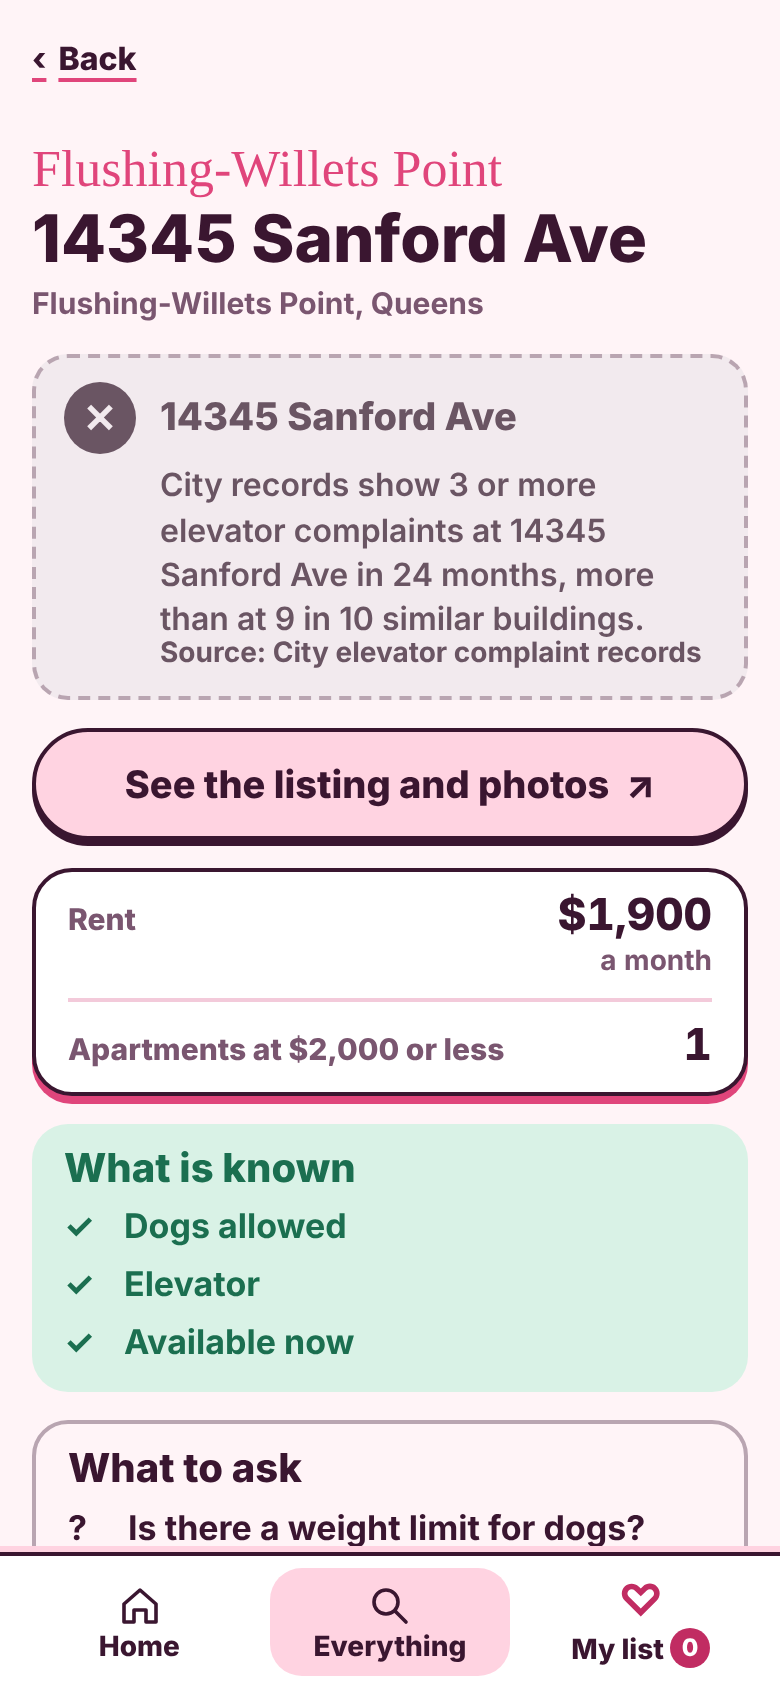 ‹ Back
Flushing-Willets Point
14345 Sanford Ave
Flushing-Willets Point, Queens
14345 Sanford Ave
City records show 3 or more
elevator complaints at 14345
Sanford Ave in 24 months, more
than at 9 in 10 similar buildings.
Source: City elevator complaint records
See the listing and photos ↗
Rent
$1,900
a month
Apartments at $2,000 or less
1
What is known
✓ Dogs allowed
✓ Elevator
✓ Available now
What to ask
? Is there a weight limit for dogs?
Home
Everything
My list 0